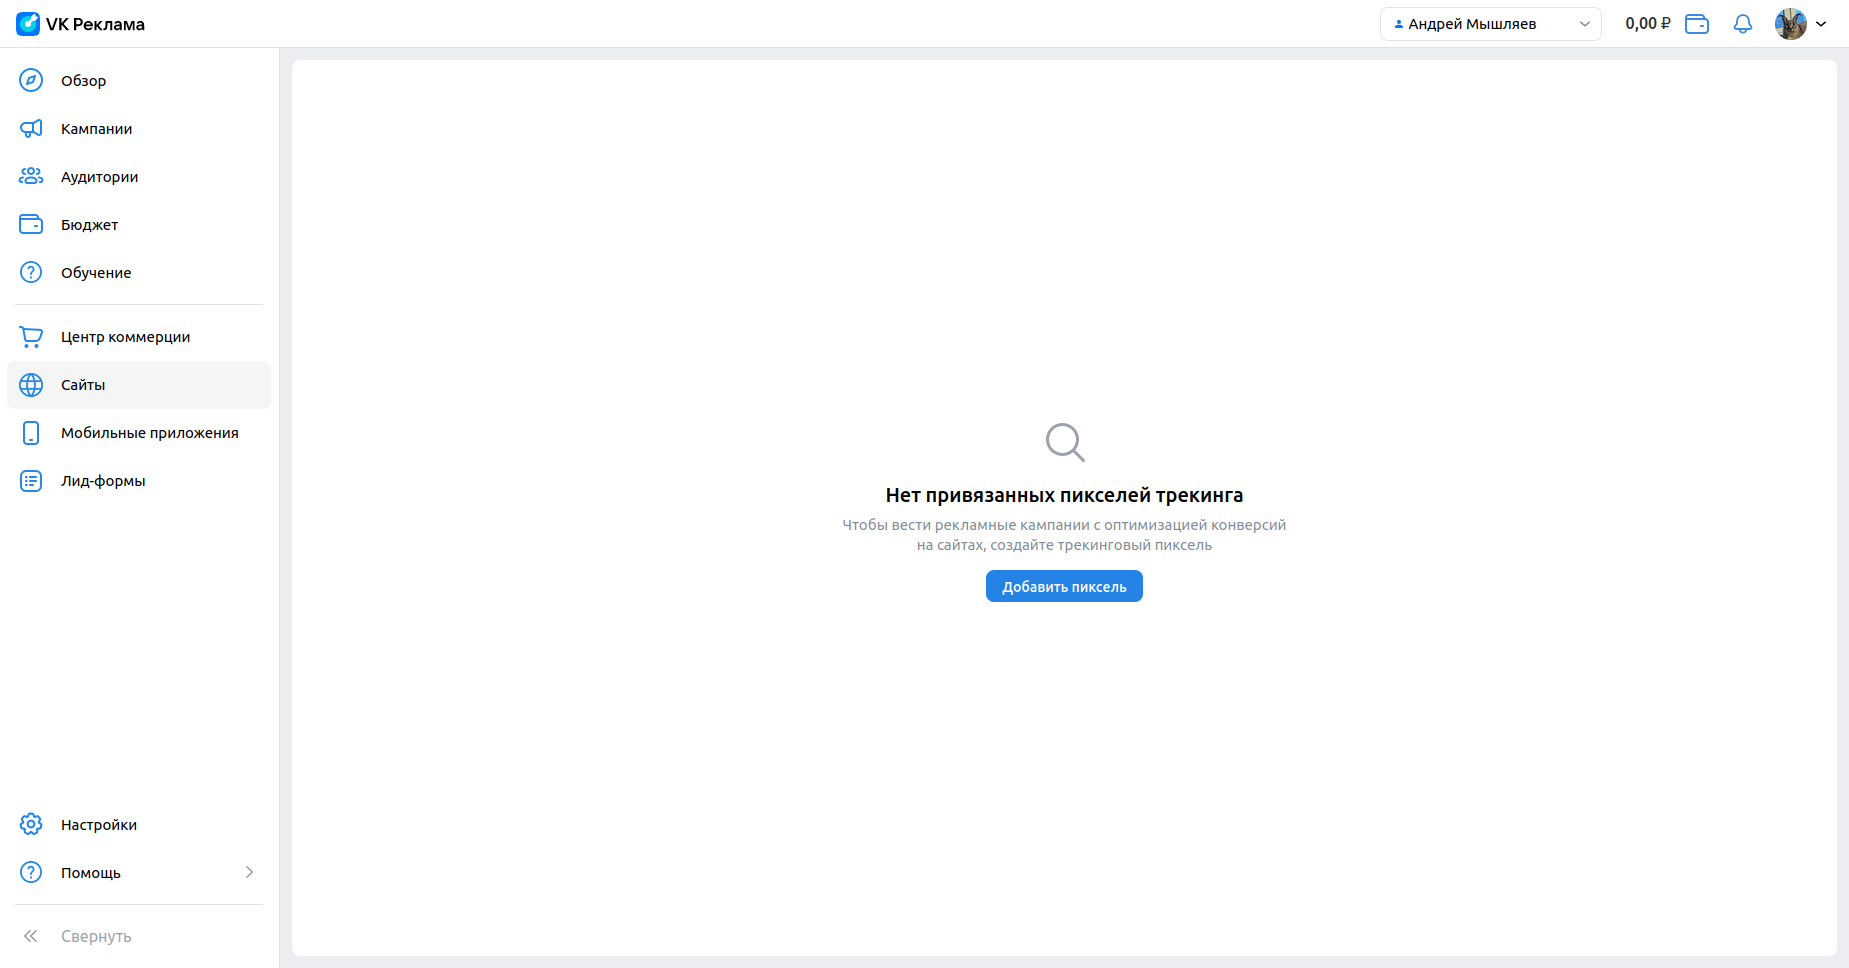 VK Реклама
Андрей Мышляев
0,00 ₽
Обзор
Кампании
Аудитории
Бюджет
Обучение
Центр коммерции
Сайты
Мобильные приложения
Лид-формы
Нет привязанных пикселей трекинга
Чтобы вести рекламные кампании с оптимизацией конверсий
на сайтах, создайте трекинговый пиксель
Добавить пиксель
Настройки
Помощь
Свернуть